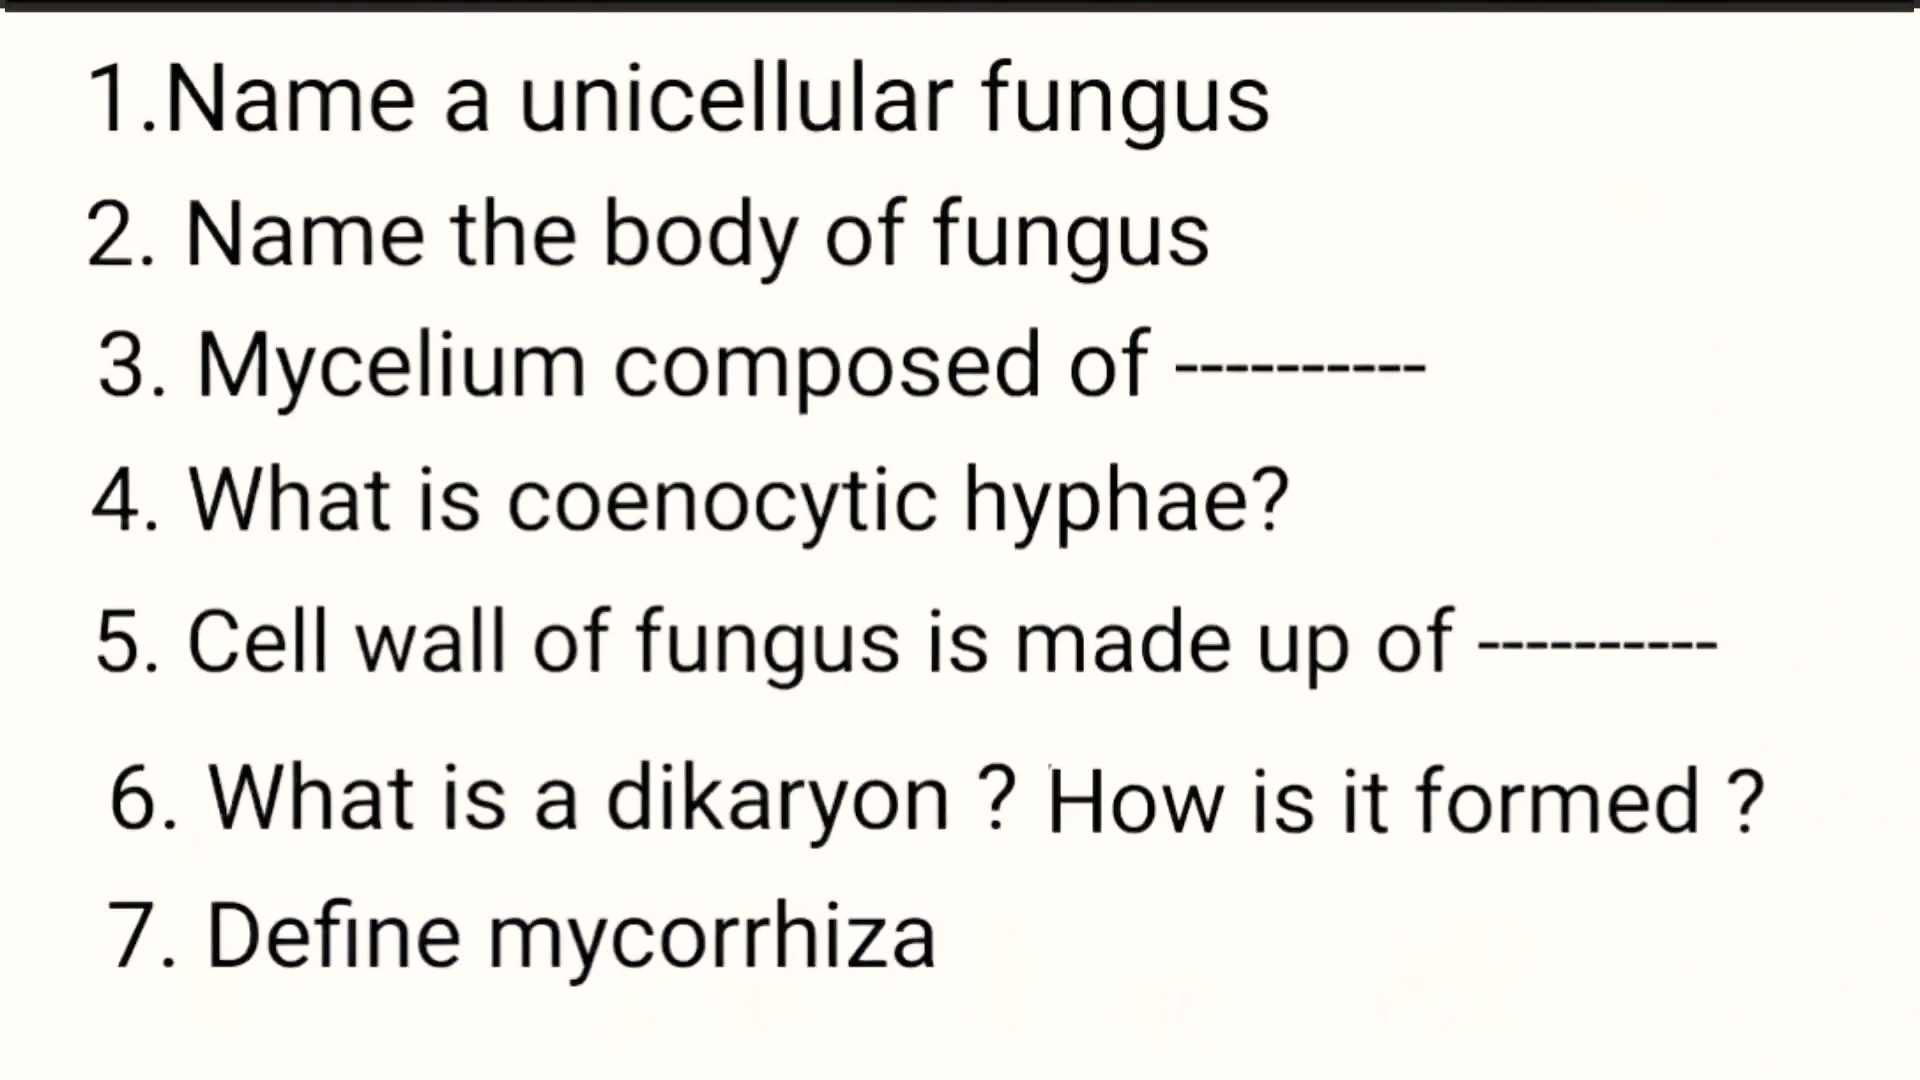 1.Name a unicellular fungus
2. Name the body of fungus
3. Mycelium composed of ----------
4. What is coenocytic hyphae?
5. Cell wall of fungus is made up of ----------
6. What is a dikaryon ? How is it formed ?
7. Define mycorrhiza